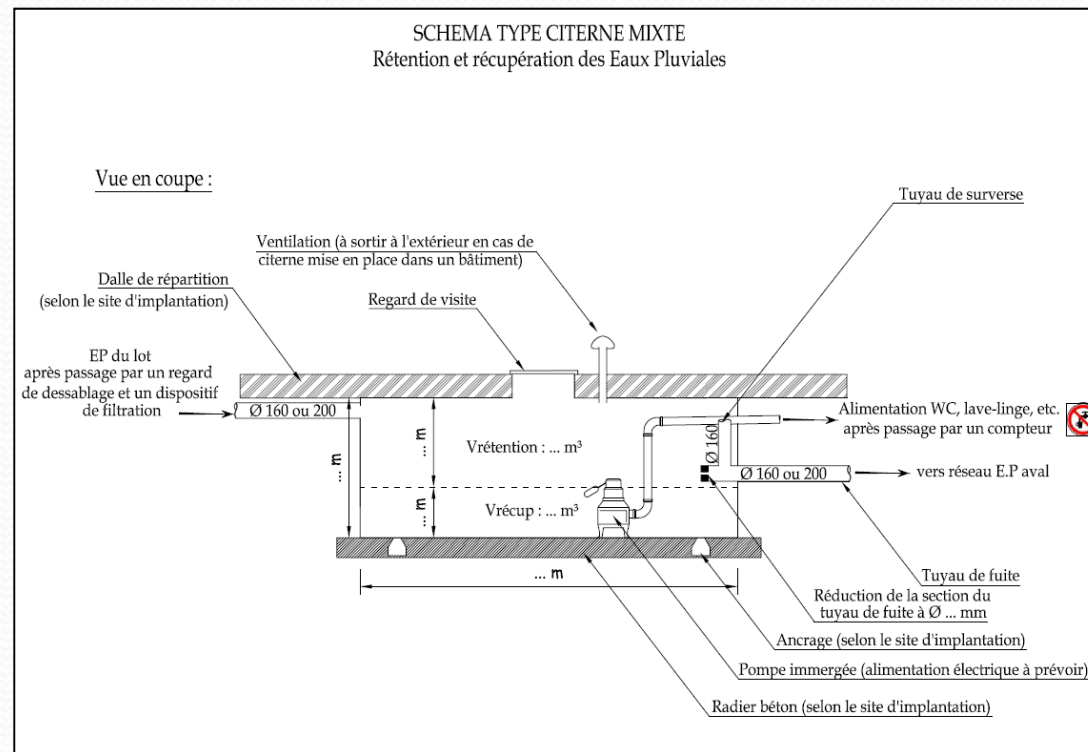 SCHEMA TYPE CITERNE MIXTE
Rétention et récupération des Eaux Pluviales
Vue en coupe :
Tuyau de surverse
Ventilation (à sortir à l'extérieur en cas de
citerne mise en place dans un bâtiment)
Dalle de répartition
(selon le site d'implantation)
Regard de visite
EP du lot
après passage par un regard
de dessablage et un dispositif
de filtration
Ø 160 ou 200
Alimentation WC, lave-linge, etc.
après passage par un compteur
... m
... m
Vrétention : ... m³
Ø 160
Ø 160 ou 200
vers réseau E.P aval
... m
Vrécup : ... m³
... m
Tuyau de fuite
Réduction de la section du
tuyau de fuite à Ø ... mm
Ancrage (selon le site d'implantation)
Pompe immergée (alimentation électrique à prévoir)
Radier béton (selon le site d'implantation)